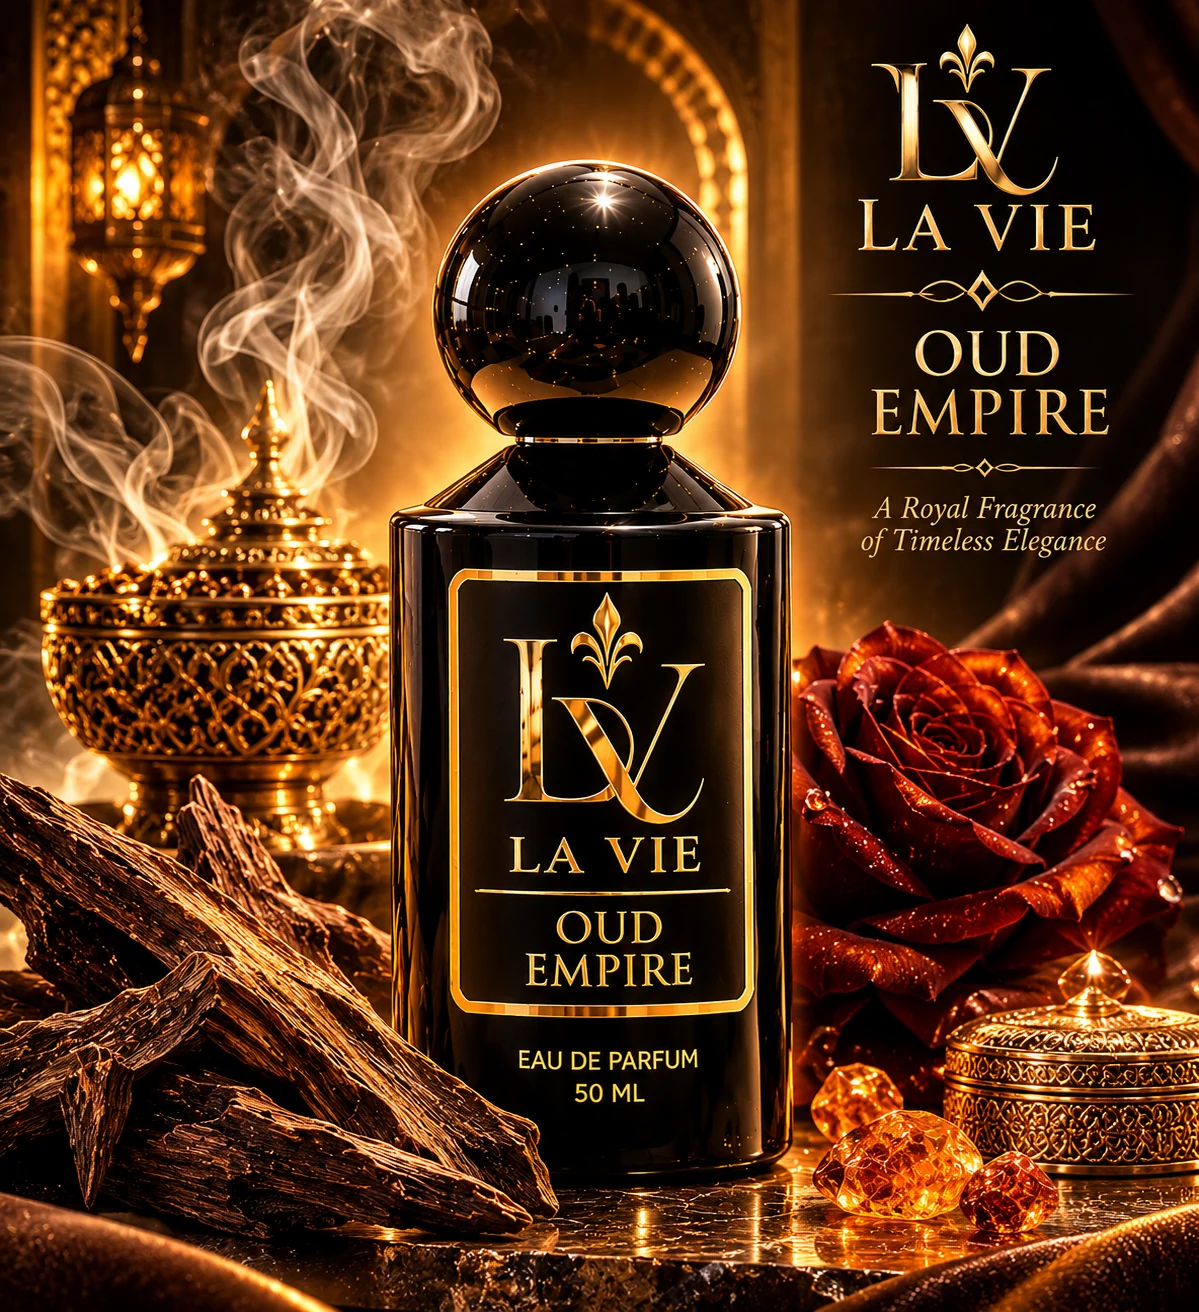 LV
LA VIE
OUD
EMPIRE
A Royal Fragrance
of Timeless Elegance
LV
LA VIE
OUD
EMPIRE
EAU DE PARFUM
50 ML